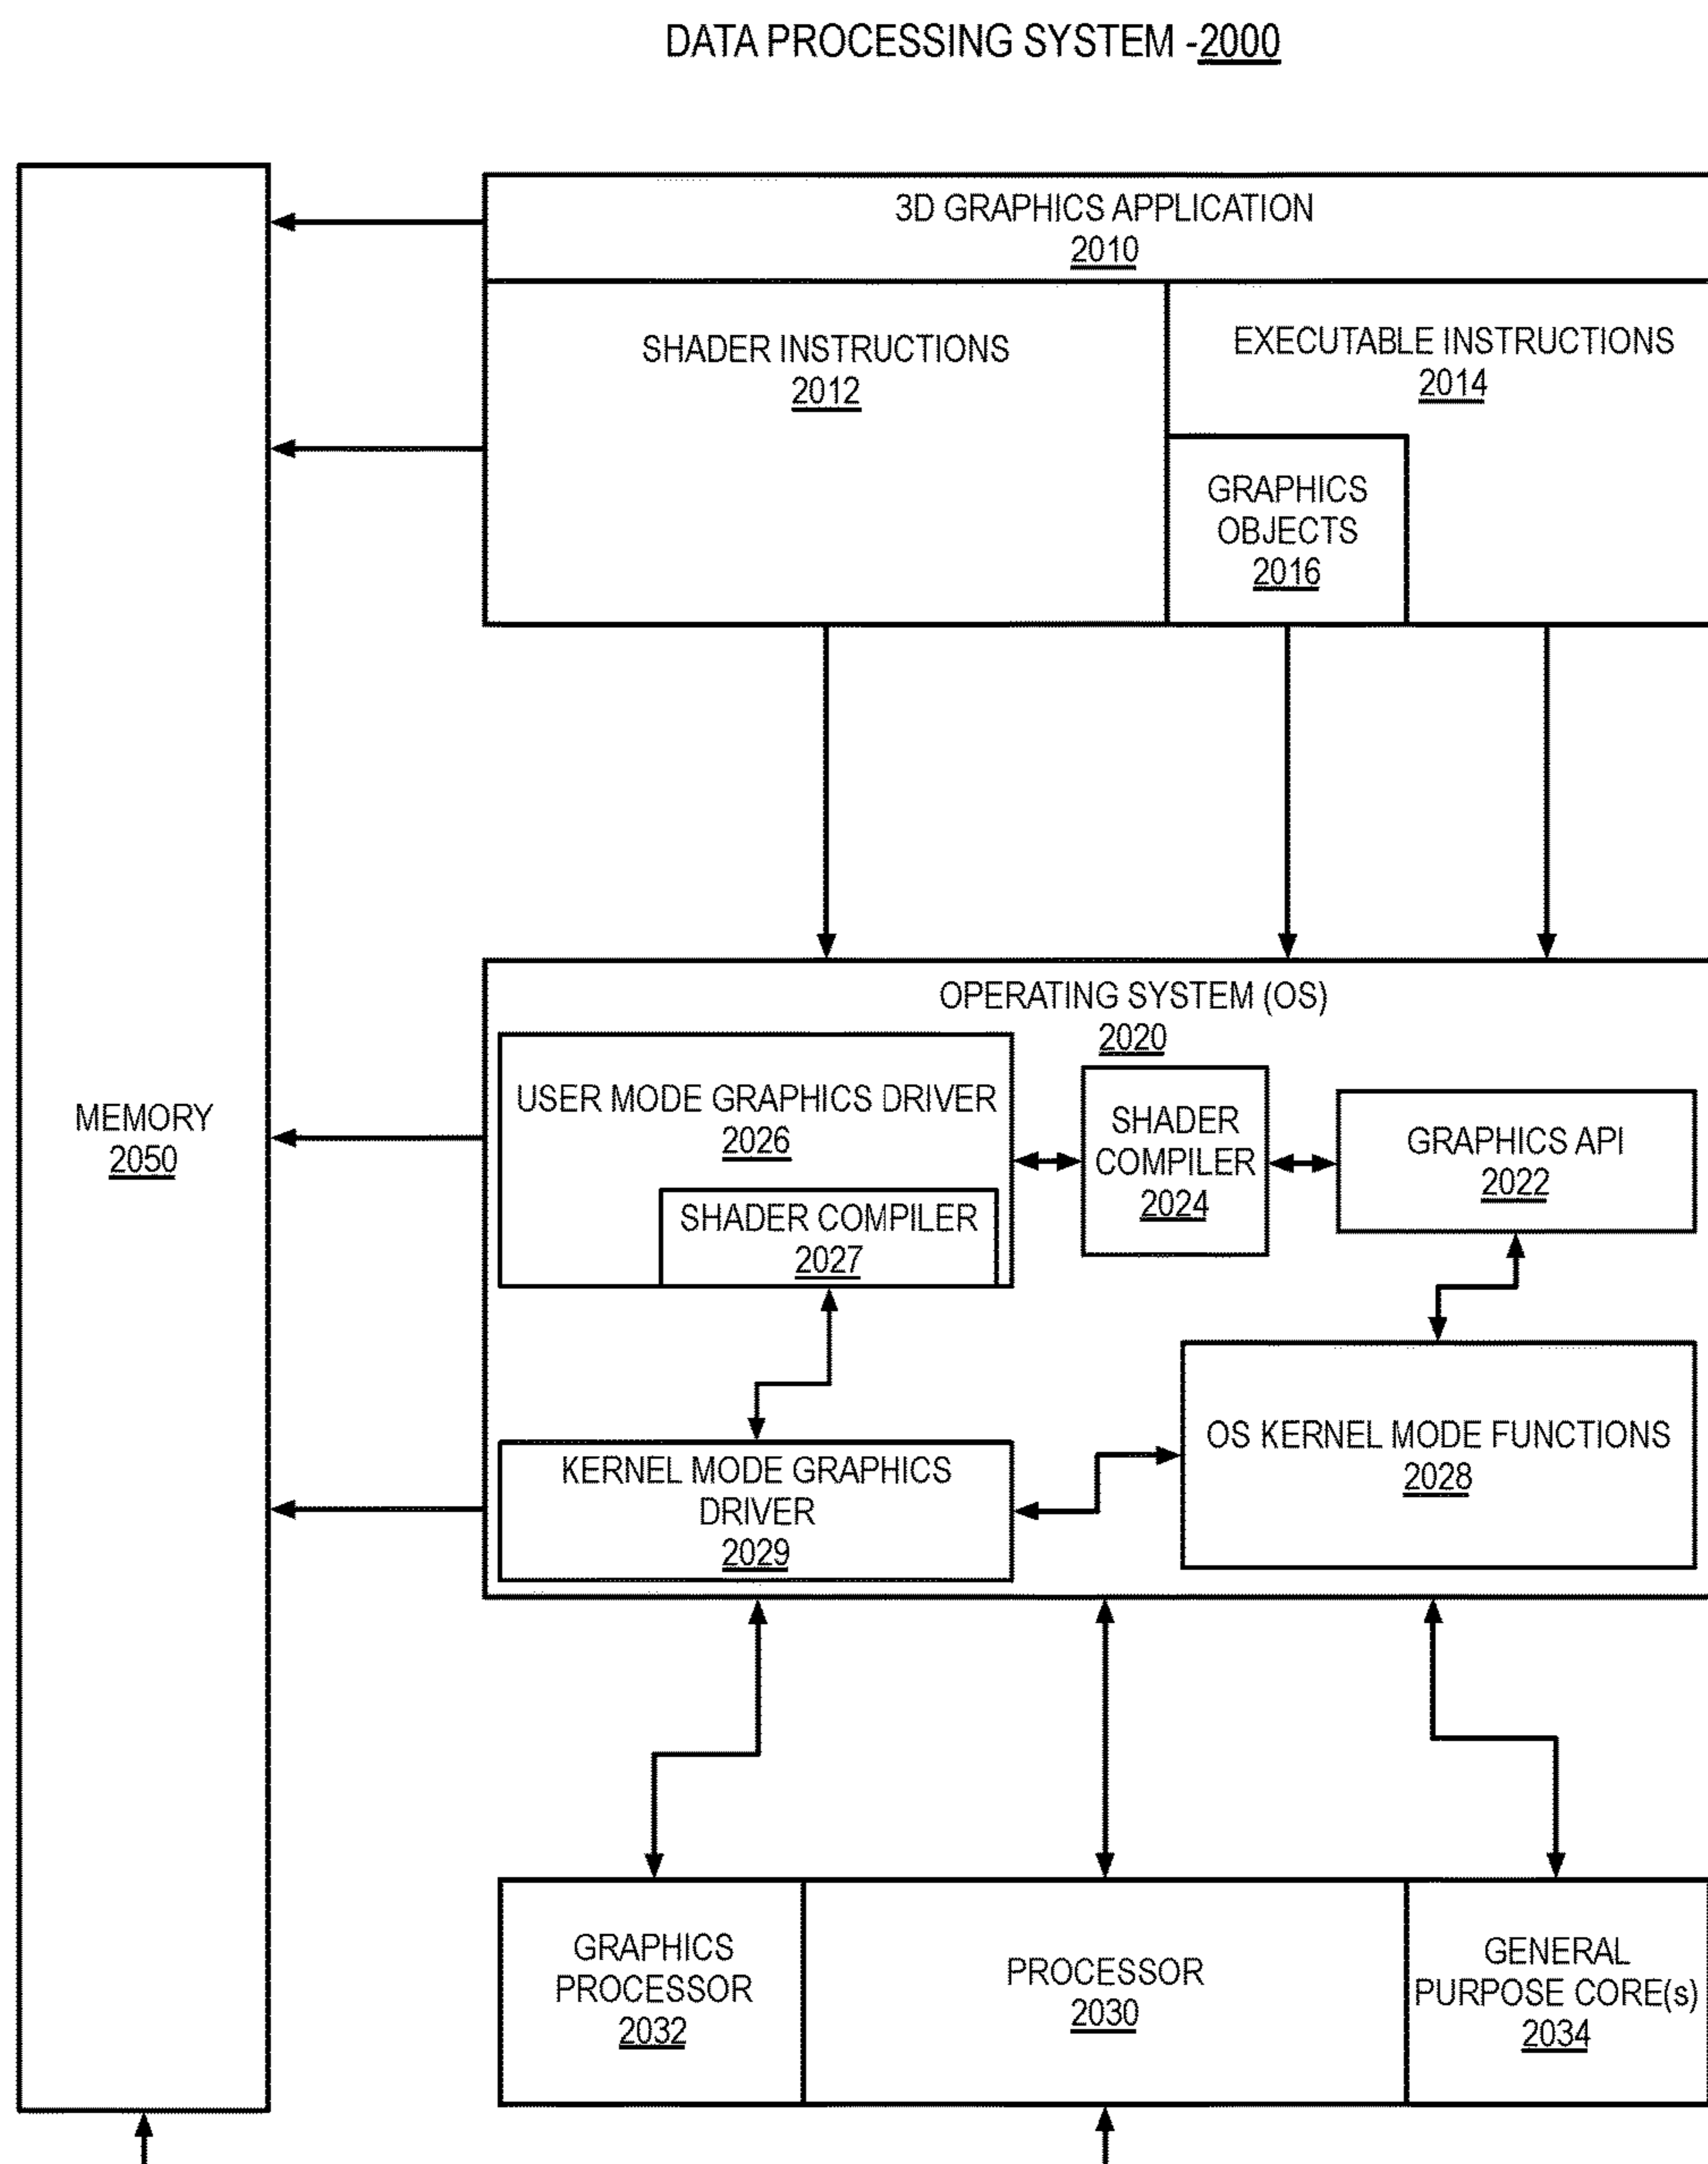 DATA PROCESSING SYSTEM -2000
3D GRAPHICS APPLICATION
2010
SHADER INSTRUCTIONS
2012
EXECUTABLE INSTRUCTIONS
2014
GRAPHICS
OBJECTS
2016
MEMORY
2050
OPERATING SYSTEM (OS)
2020
USER MODE GRAPHICS DRIVER
2026
SHADER COMPILER
2027
SHADER
COMPILER
2024
GRAPHICS API
2022
KERNEL MODE GRAPHICS
DRIVER
2029
OS KERNEL MODE FUNCTIONS
2028
GRAPHICS
PROCESSOR
2032
PROCESSOR
2030
GENERAL
PURPOSE CORE(s)
2034